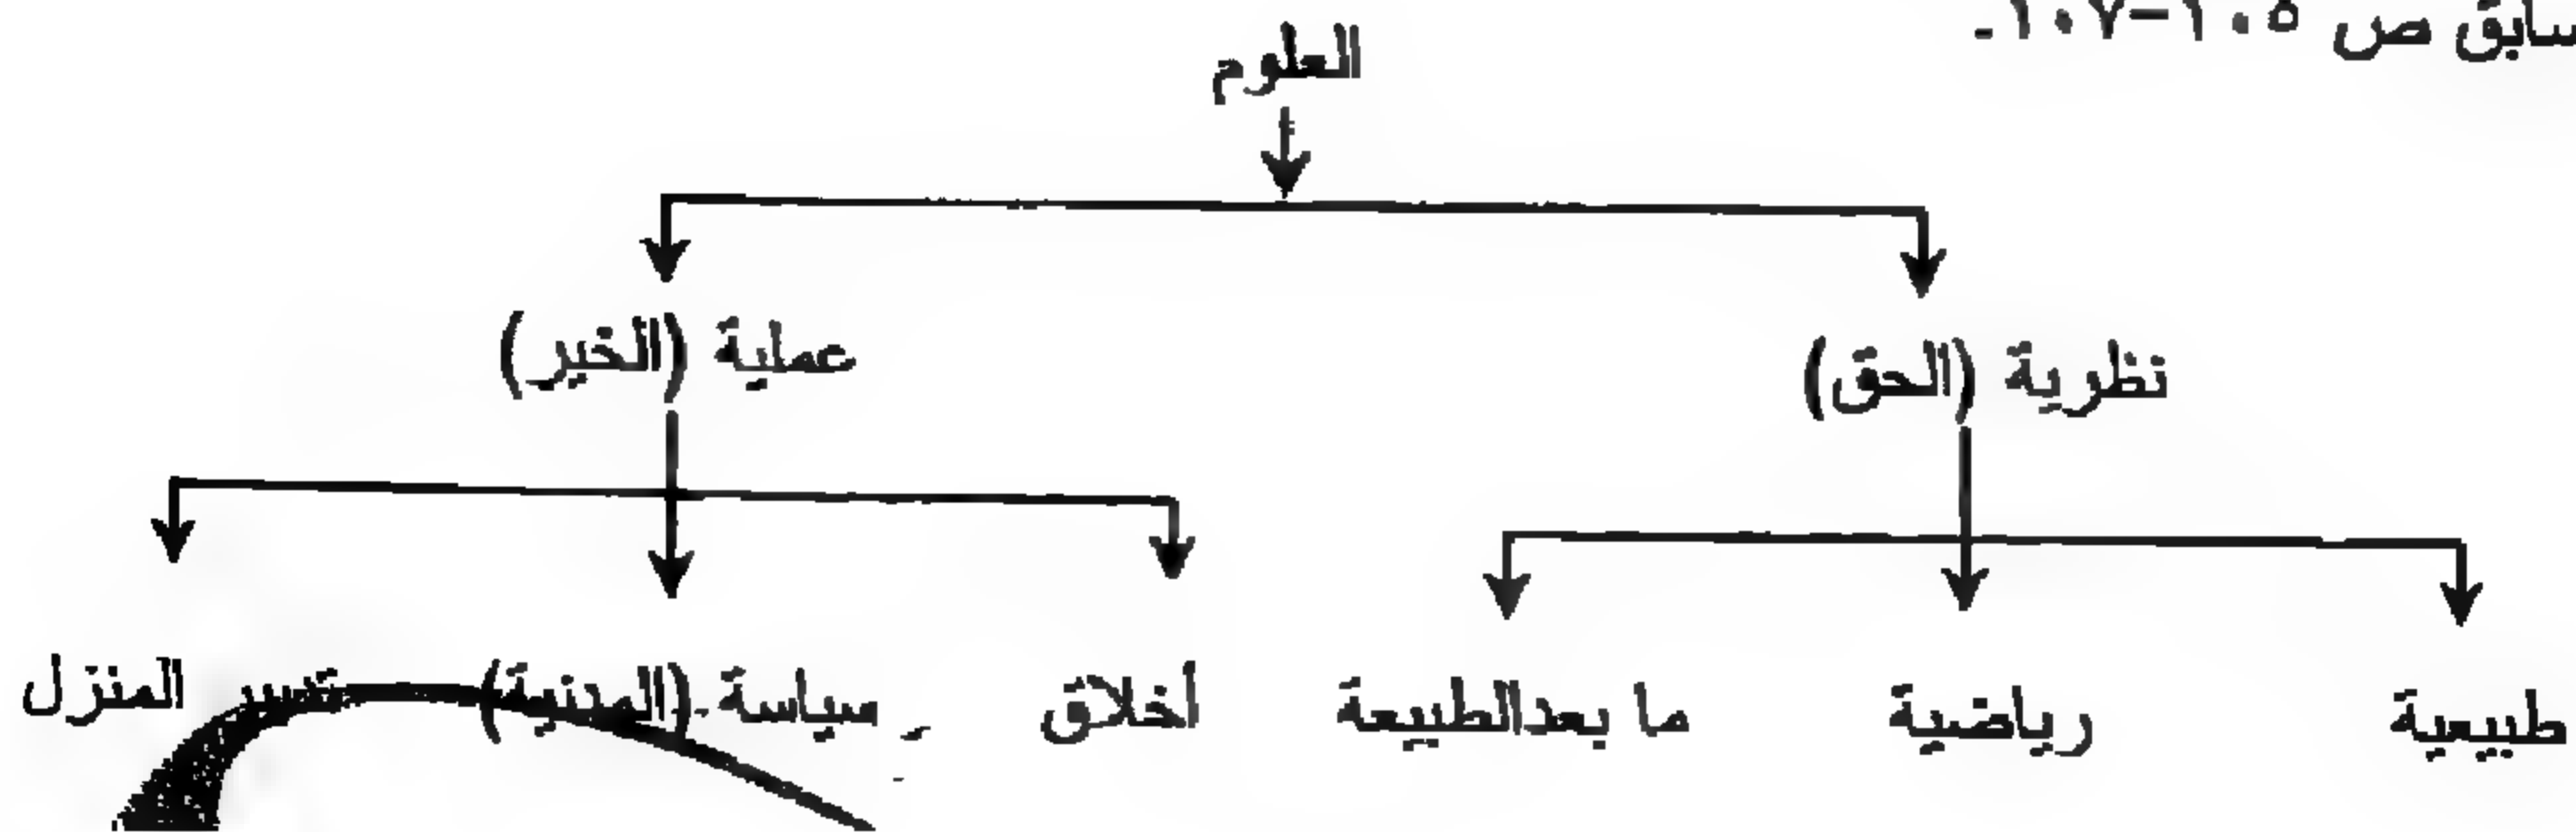 سابق ص ١٠٥-١٠٧.
العلوم
نظرية (الحق) عملية (الخير)
طبيعية رياضية ما بعدالطبيعة أخلاق سياسة (المدنية) تدبير المنزل